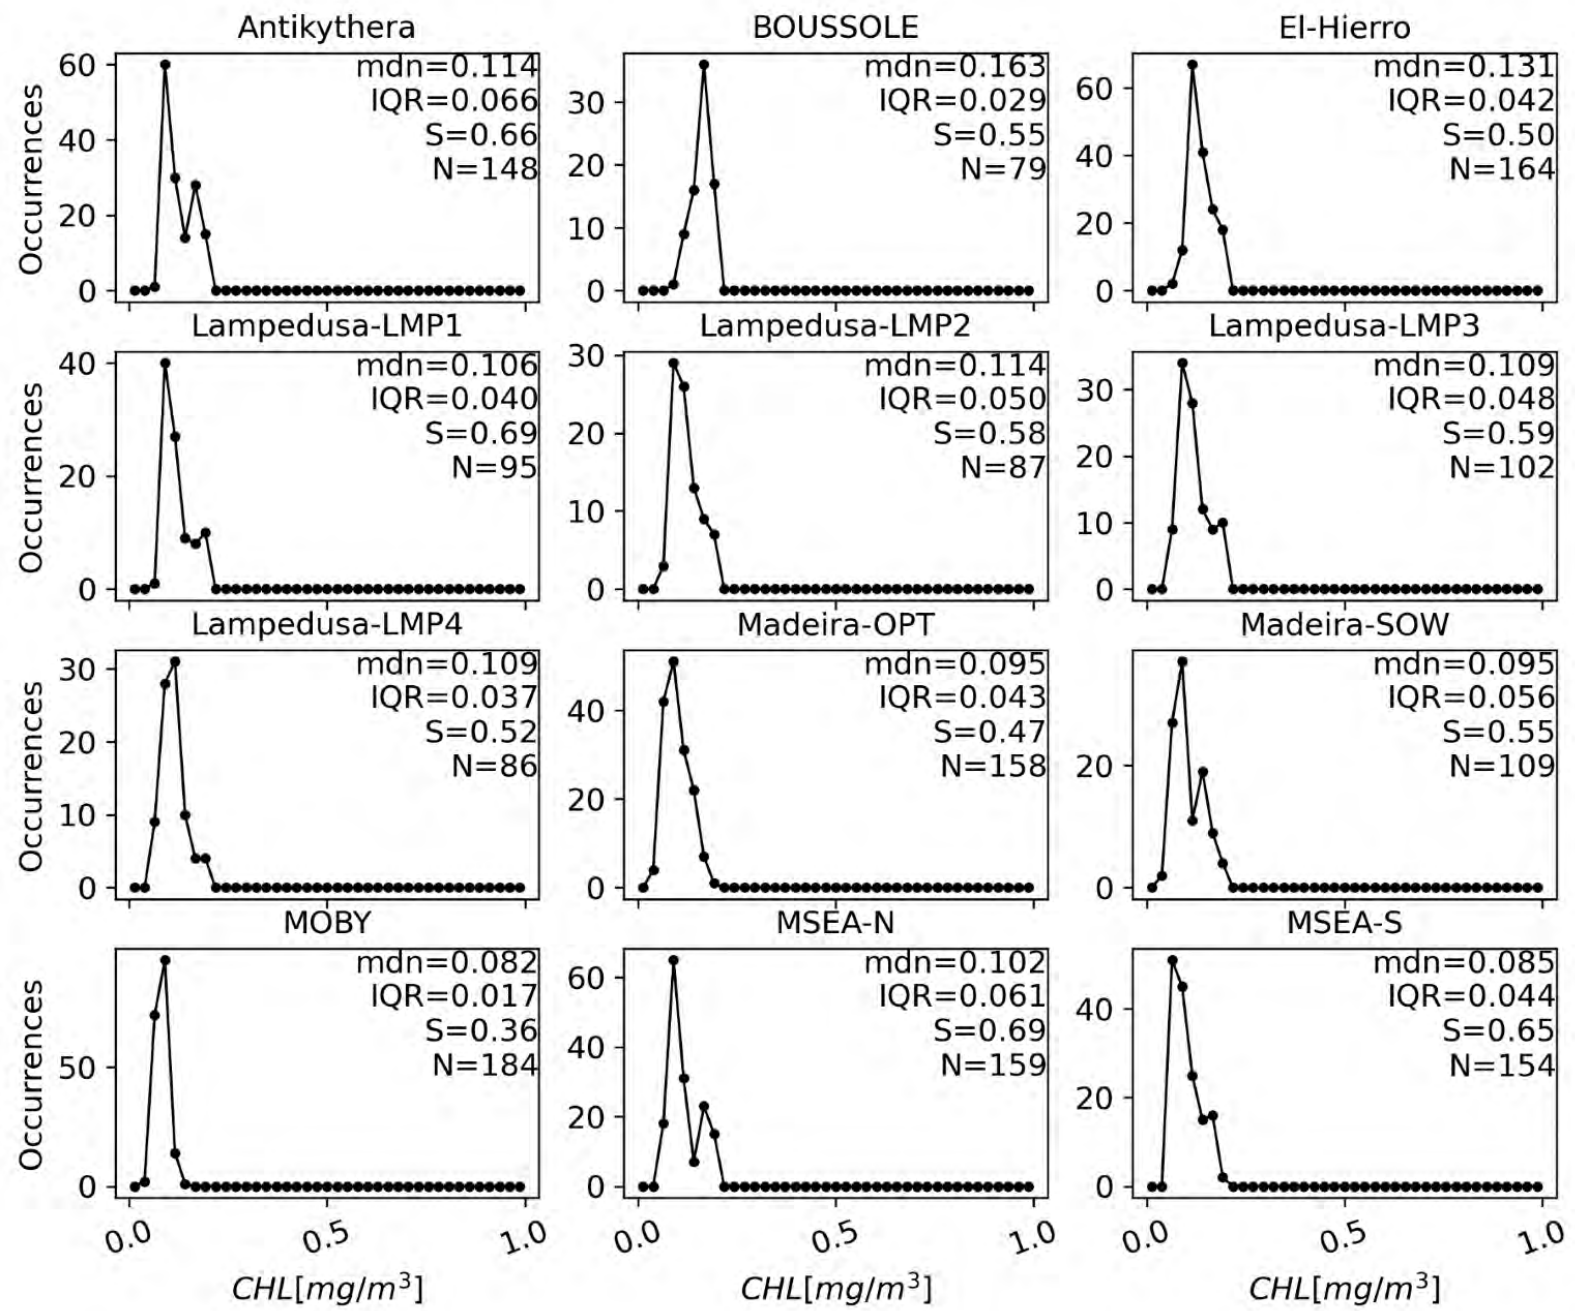 Antikythera
BOUSSOLE
El-Hierro
Occurrences
60
40
20
0
mdn=0.114
IQR=0.066
S=0.66
N=148
30
20
10
0
mdn=0.163
IQR=0.029
S=0.55
N=79
60
40
20
0
mdn=0.131
IQR=0.042
S=0.50
N=164
Lampedusa-LMP1
Lampedusa-LMP2
Lampedusa-LMP3
Occurrences
40
20
0
mdn=0.106
IQR=0.040
S=0.69
N=95
30
20
10
0
mdn=0.114
IQR=0.050
S=0.58
N=87
30
20
10
0
mdn=0.109
IQR=0.048
S=0.59
N=102
Lampedusa-LMP4
Madeira-OPT
Madeira-SOW
Occurrences
30
20
10
0
mdn=0.109
IQR=0.037
S=0.52
N=86
40
20
0
mdn=0.095
IQR=0.043
S=0.47
N=158
20
0
mdn=0.095
IQR=0.056
S=0.55
N=109
MOBY
MSEA-N
MSEA-S
Occurrences
50
0
mdn=0.082
IQR=0.017
S=0.36
N=184
60
40
20
0
mdn=0.102
IQR=0.061
S=0.69
N=159
40
20
0
mdn=0.085
IQR=0.044
S=0.65
N=154
0.0 0.5 1.0
0.0 0.5 1.0
0.0 0.5 1.0
CHL[mg/m³]
CHL[mg/m³]
CHL[mg/m³]